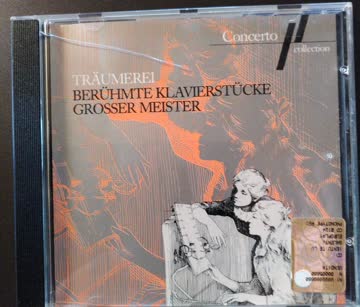 Concerto
collection
TRÄUMEREI
BERÜHMTE KLAVIERSTÜCKE
GROSSER MEISTER